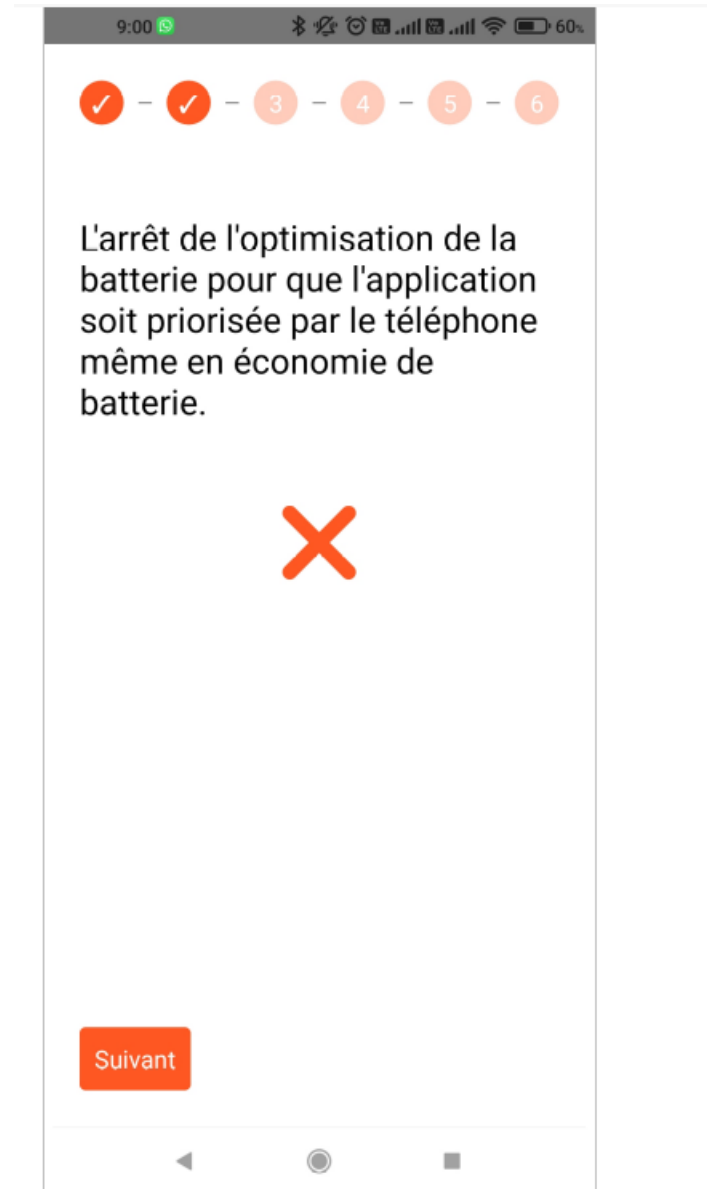 9:00 60%
3 - 4 - 5 - 6
L'arrêt de l'optimisation de la
batterie pour que l'application
soit priorisée par le téléphone
même en économie de
batterie.
Suivant